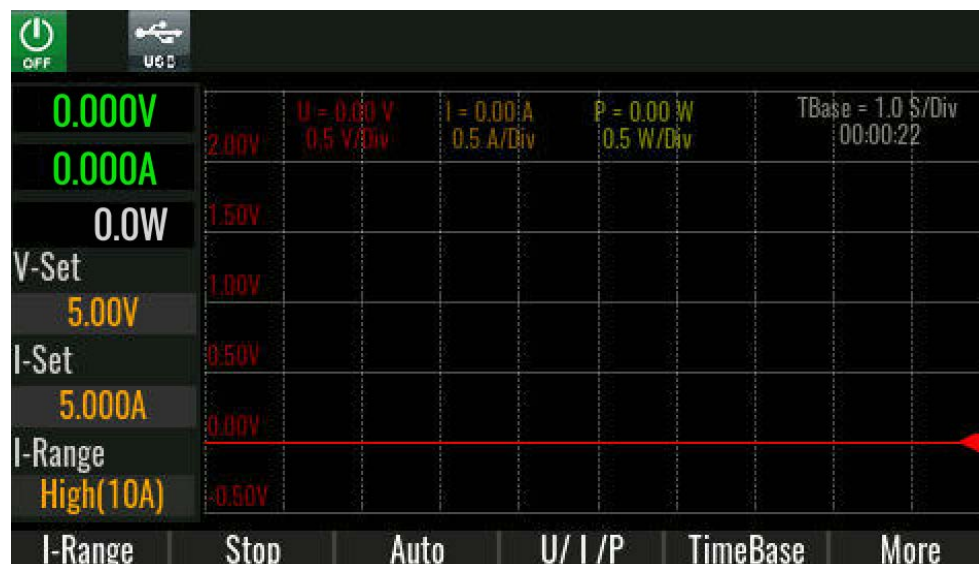 OFF
USB
0.000V
0.000A
0.0W
V-Set
5.00V
I-Set
5.000A
I-Range
High(10A)
U = 0.00 V
0.5 V/Div
I = 0.00 A
0.5 A/Div
P = 0.00 W
0.5 W/Div
TBase = 1.0 S/Div
00:00:22
2.00V
1.50V
1.00V
0.50V
0.00V
-0.50V
I-Range
Stop
Auto
U/ I /P
TimeBase
More